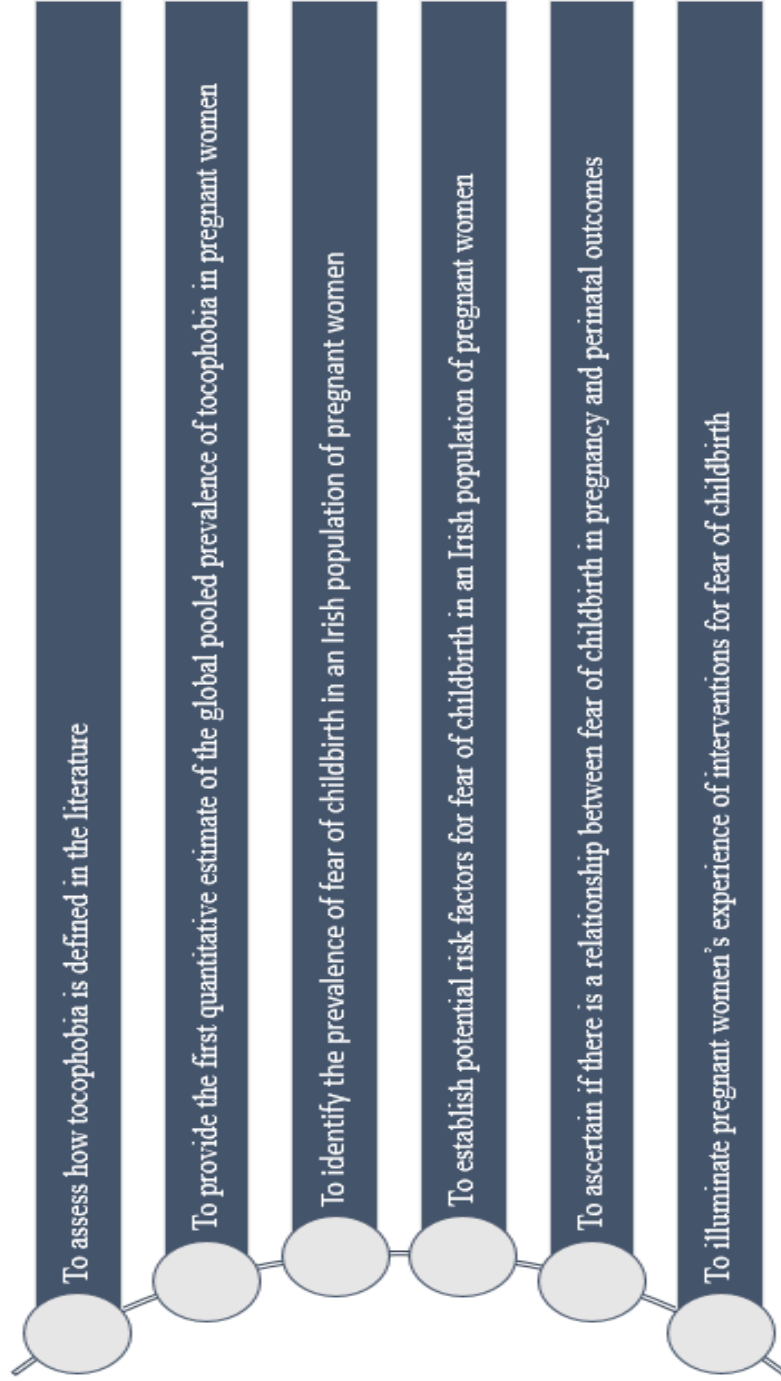 To assess how tocophobia is defined in the literature
To provide the first quantitative estimate of the global pooled prevalence of tocophobia in pregnant women
To identify the prevalence of fear of childbirth in an Irish population of pregnant women
To establish potential risk factors for fear of childbirth in an Irish population of pregnant women
To ascertain if there is a relationship between fear of childbirth in pregnancy and perinatal outcomes
To illuminate pregnant women’s experience of interventions for fear of childbirth